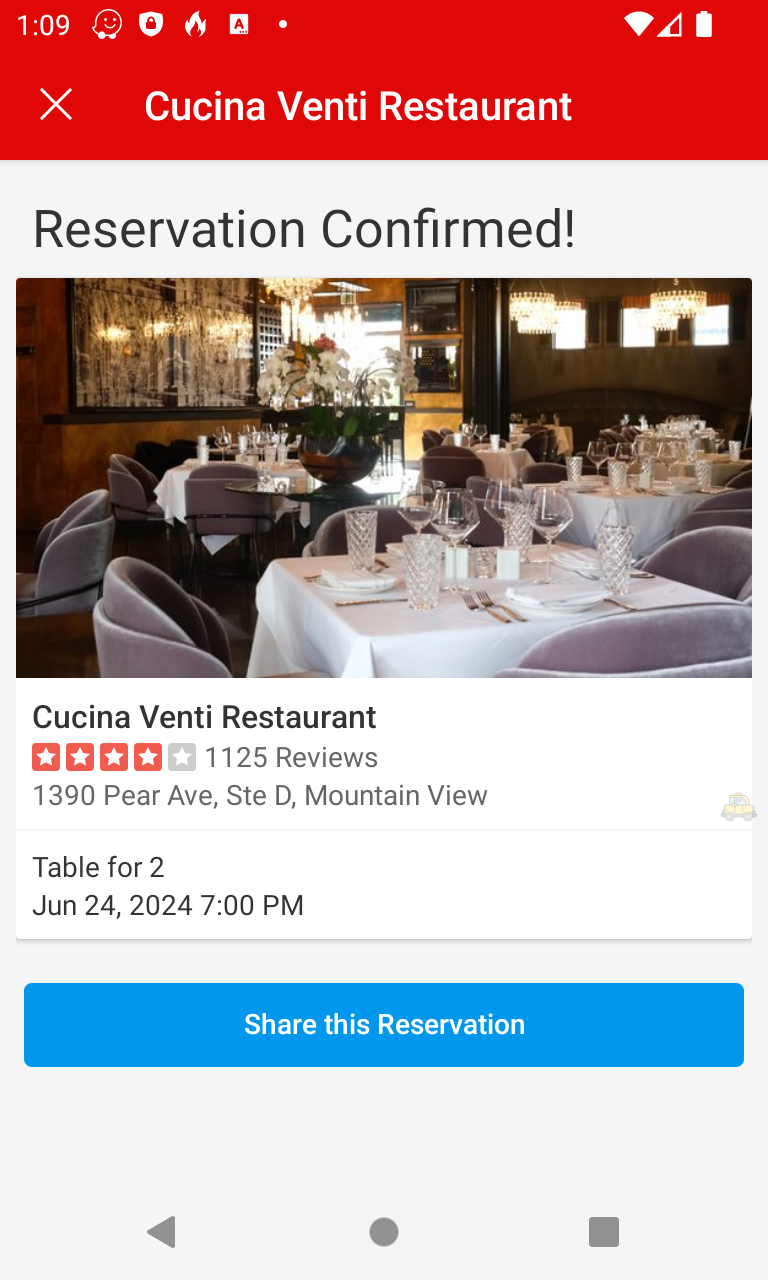 1:09
Cucina Venti Restaurant
Reservation Confirmed!
Cucina Venti Restaurant
1125 Reviews
1390 Pear Ave, Ste D, Mountain View
Table for 2
Jun 24, 2024 7:00 PM
Share this Reservation